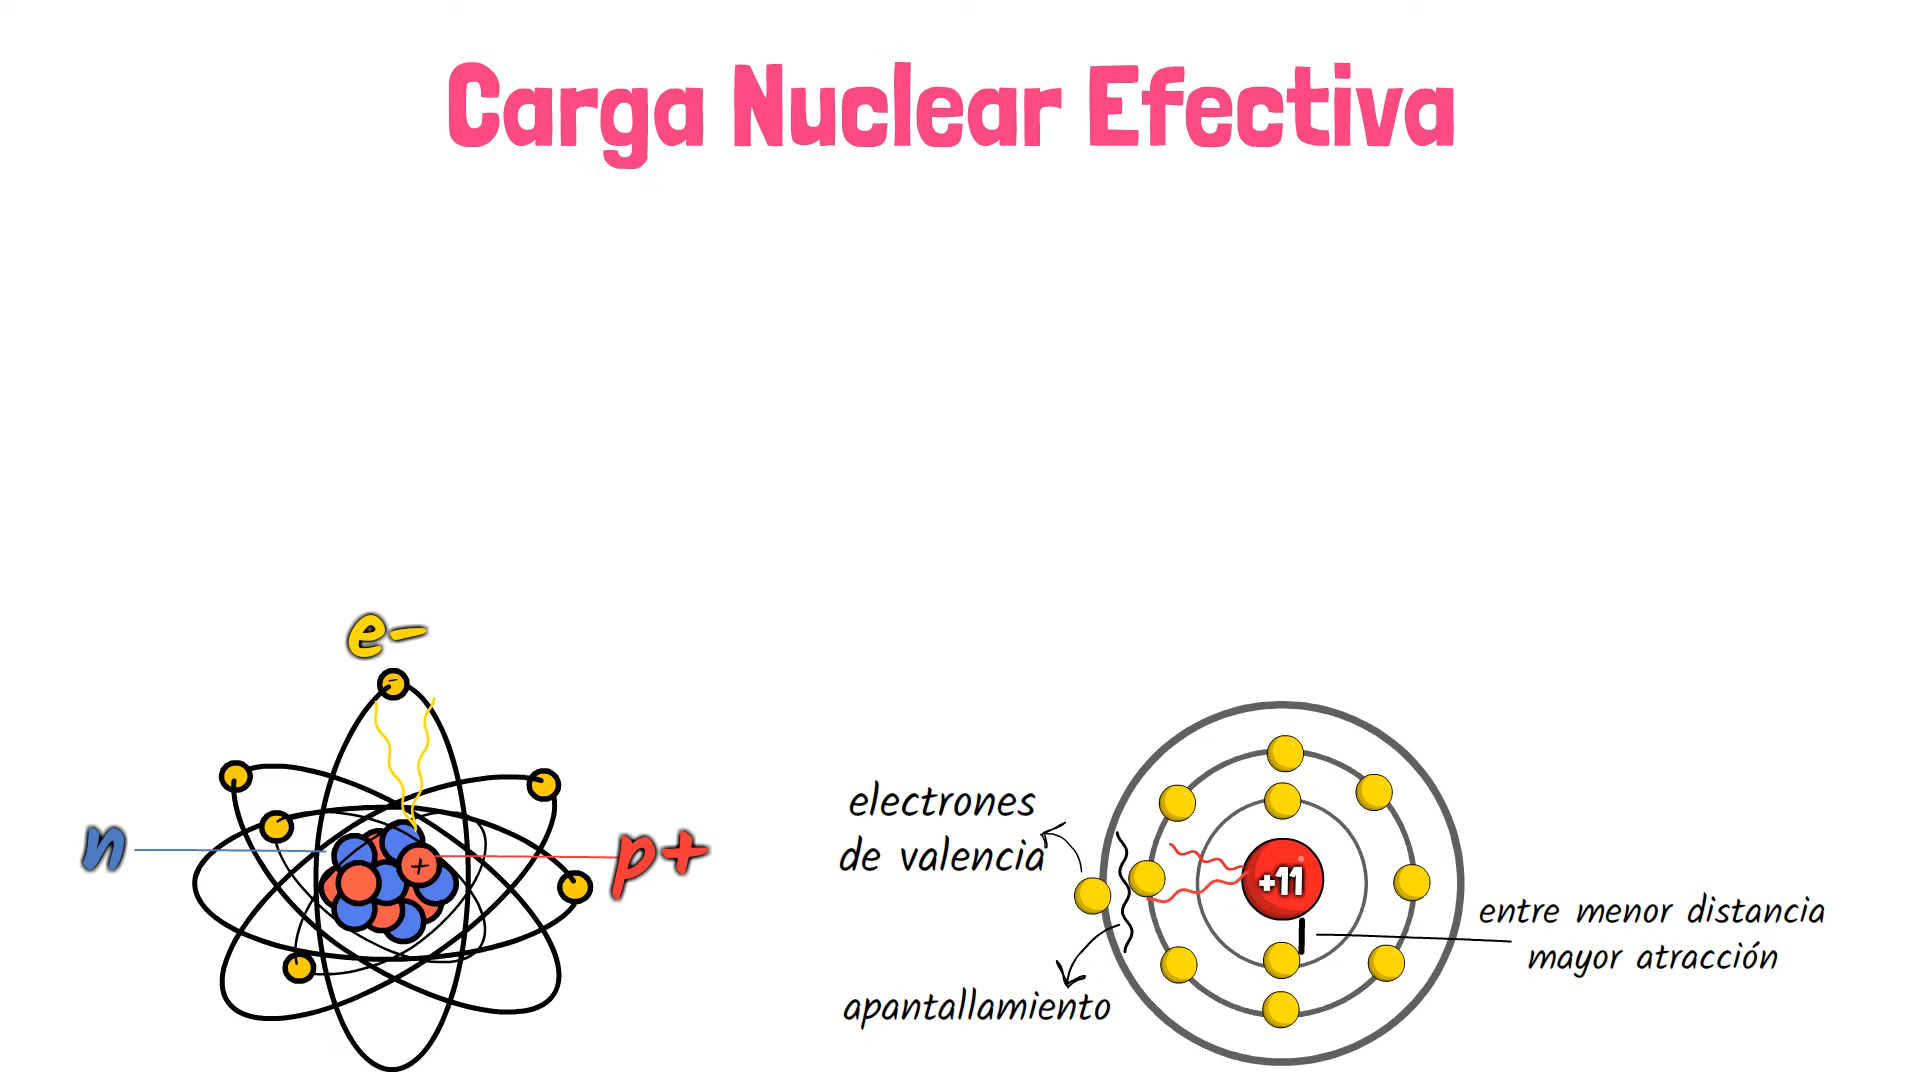 Carga Nuclear Efectiva
e-
n
p+
+
-
electrones
de valencia
apantallamiento
+11
entre menor distancia
mayor atracción